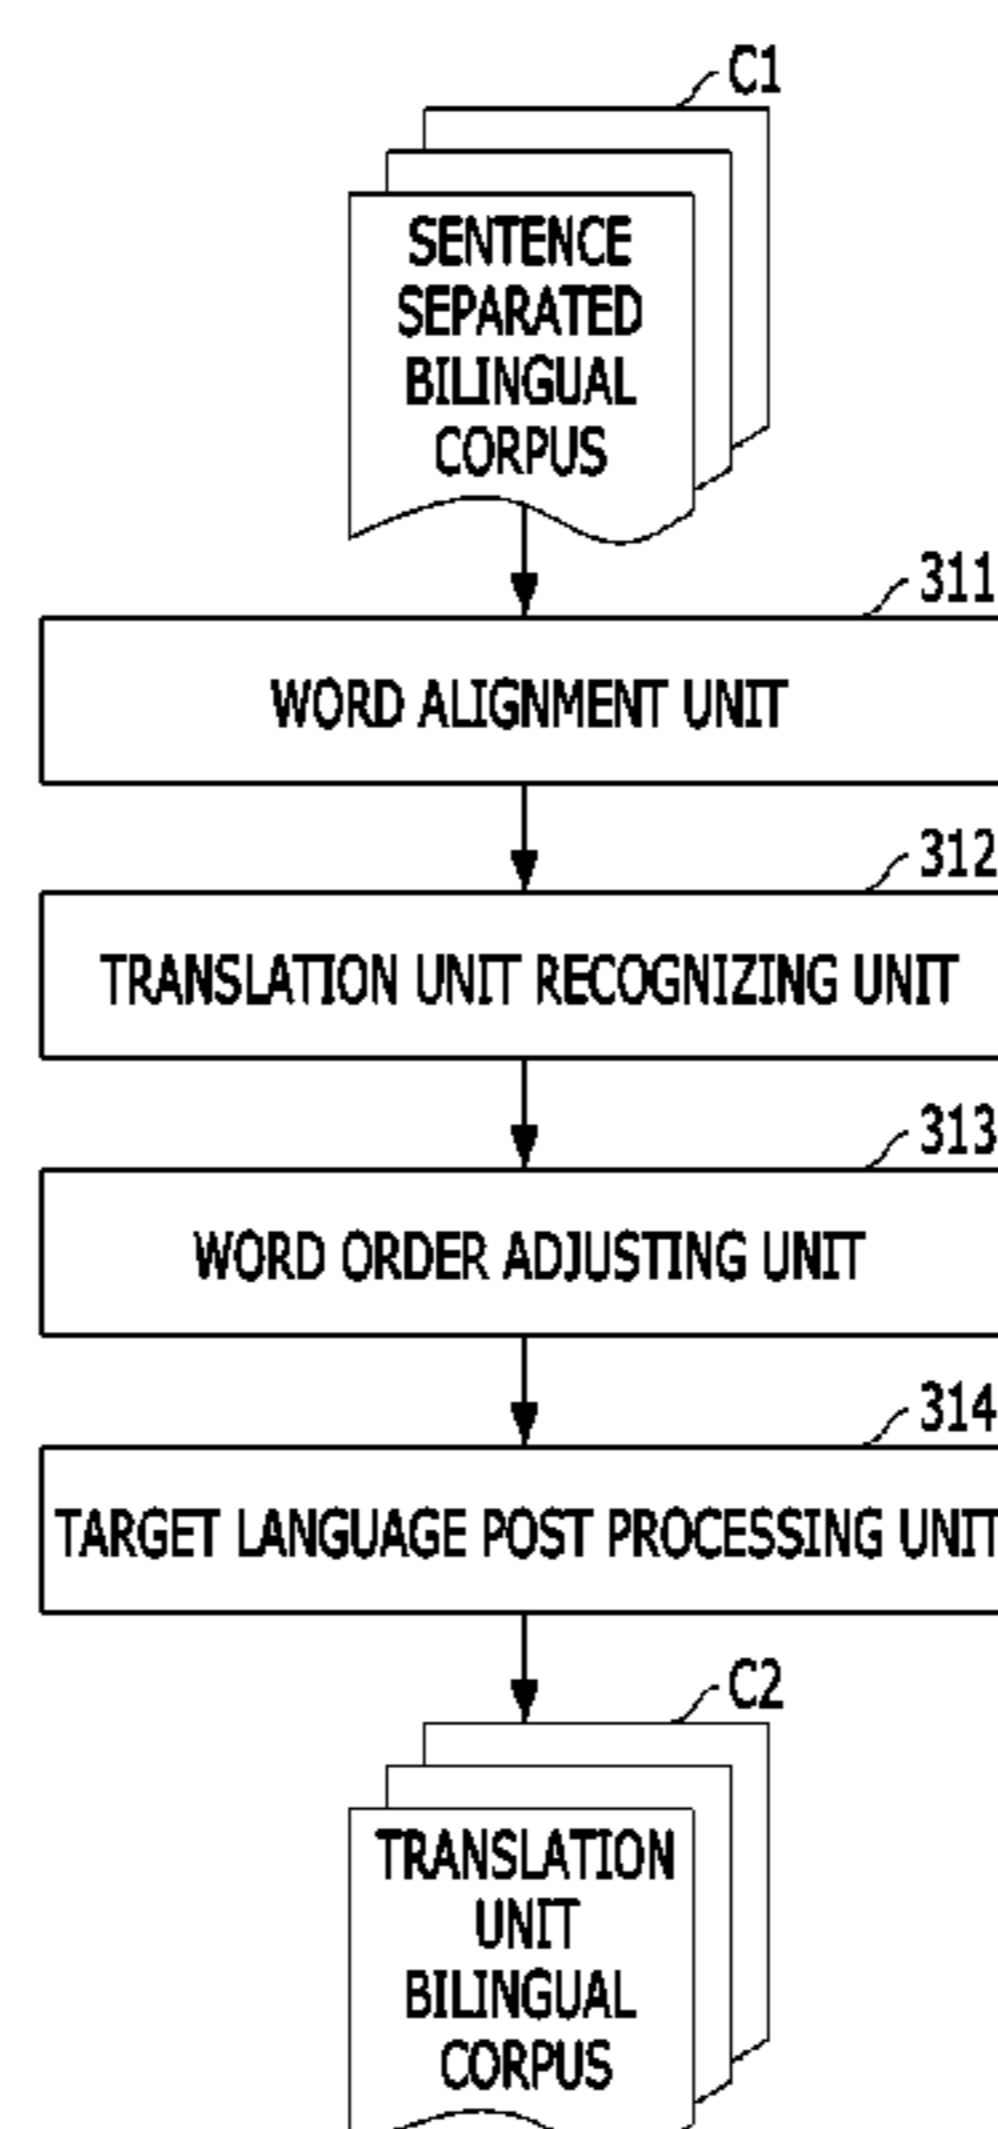 C1
SENTENCE
SEPARATED
BILINGUAL
CORPUS
311
WORD ALIGNMENT UNIT
312
TRANSLATION UNIT RECOGNIZING UNIT
313
WORD ORDER ADJUSTING UNIT
314
TARGET LANGUAGE POST PROCESSING UNIT
C2
TRANSLATION
UNIT
BILINGUAL
CORPUS